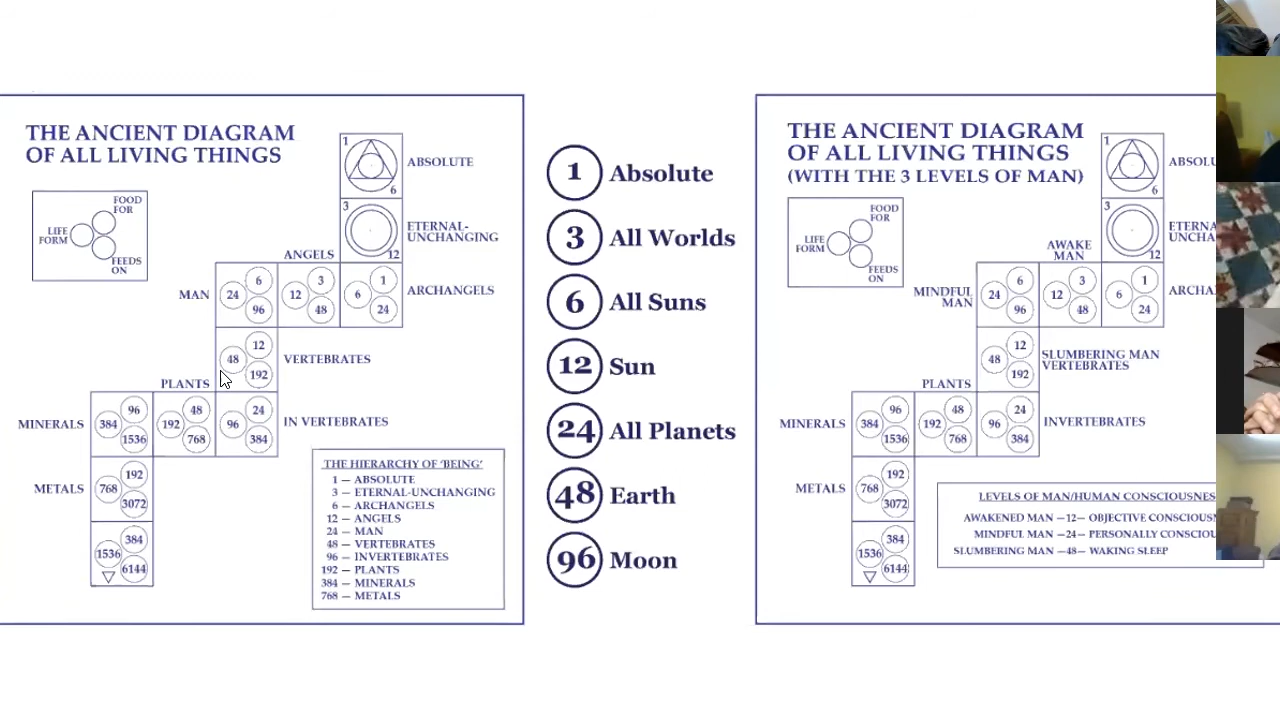 THE ANCIENT DIAGRAM
OF ALL LIVING THINGS
FOOD
FOR
LIFE
FORM
FEEDS
ON
1
6
ABSOLUTE
3
12
ETERNAL-
UNCHANGING
ANGELS
MAN
24
6
96
12
3
48
6
1
24
ARCHANGELS
48
12
192
VERTEBRATES
PLANTS
MINERALS
384
96
1536
192
48
768
96
24
384
IN VERTEBRATES
METALS
768
192
3072
1536
384
6144
THE HIERARCHY OF 'BEING'
1 — ABSOLUTE
3 — ETERNAL-UNCHANGING
6 — ARCHANGELS
12 — ANGELS
24 — MAN
48 — VERTEBRATES
96 — INVERTEBRATES
192 — PLANTS
384 — MINERALS
768 — METALS
1 Absolute
3 All Worlds
6 All Suns
12 Sun
24 All Planets
48 Earth
96 Moon
THE ANCIENT DIAGRAM
OF ALL LIVING THINGS
(WITH THE 3 LEVELS OF MAN)
FOOD
FOR
LIFE
FORM
FEEDS
ON
1
6
ABSOLU
3
12
ETERNA
UNCHA
AWAKE
MAN
MINDFUL
MAN
24
6
96
12
3
48
6
1
24
ARCHA
48
12
192
SLUMBERING MAN
VERTEBRATES
PLANTS
MINERALS
384
96
1536
192
48
768
96
24
384
INVERTEBRATES
METALS
768
192
3072
1536
384
6144
LEVELS OF MAN/HUMAN CONSCIOUSNES
AWAKENED MAN —12— OBJECTIVE CONSCIOUSN
MINDFUL MAN —24— PERSONALLY CONSCIOU
SLUMBERING MAN —48— WAKING SLEEP